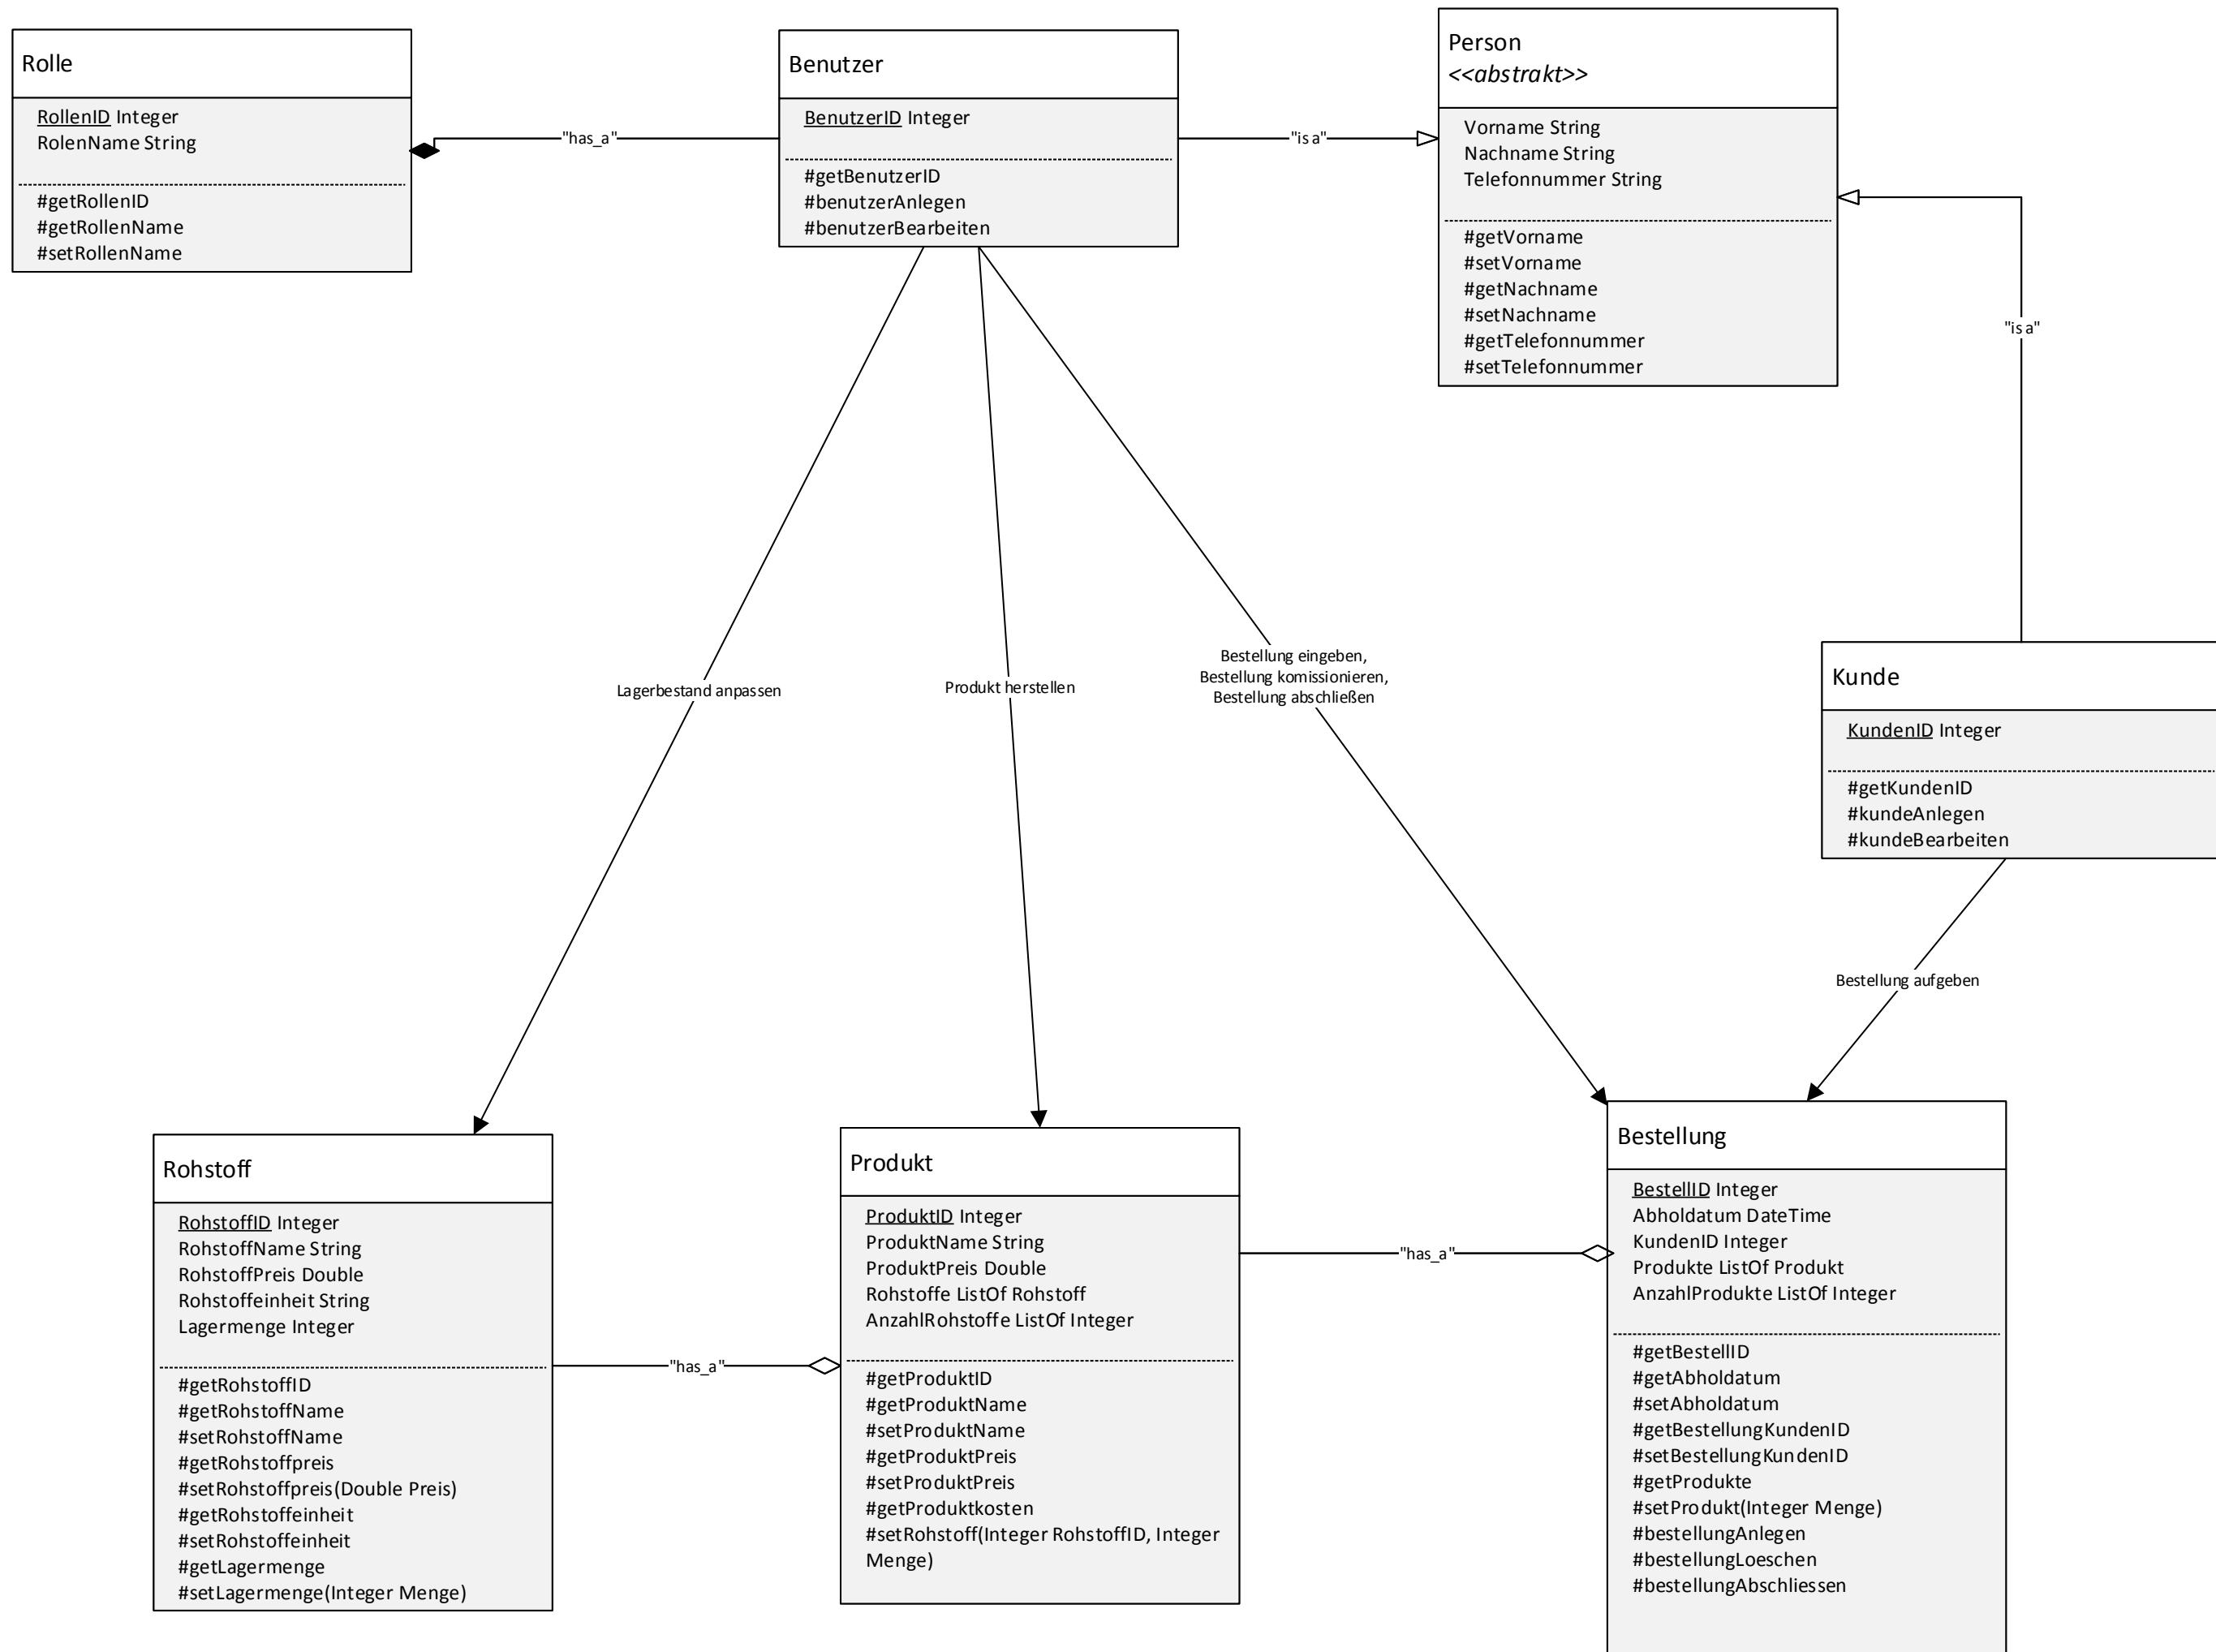 Rolle
RollenID Integer
RolenName String
#getRollenID
#getRollenName
#setRollenName
"has_a"
Benutzer
BenutzerID Integer
#getBenutzerID
#benutzerAnlegen
#benutzerBearbeiten
"is a"
Person
<<abstrakt>>
Vorname String
Nachname String
Telefonnummer String
#getVorname
#setVorname
#getNachname
#setNachname
#getTelefonnummer
#setTelefonnummer
"is a"
Lagerbestand anpassen
Produkt herstellen
Bestellung eingeben,
Bestellung komissionieren,
Bestellung abschließen
Kunde
KundenID Integer
#getKundenID
#kundeAnlegen
#kundeBearbeiten
Bestellung aufgeben
Rohstoff
RohstoffID Integer
RohstoffName String
RohstoffPreis Double
Rohstoffeinheit String
Lagermenge Integer
#getRohstoffID
#getRohstoffName
#setRohstoffName
#getRohstoffpreis
#setRohstoffpreis(Double Preis)
#getRohstoffeinheit
#setRohstoffeinheit
#getLagermenge
#setLagermenge(Integer Menge)
"has_a"
Produkt
ProduktID Integer
ProduktName String
ProduktPreis Double
Rohstoffe ListOf Rohstoff
AnzahlRohstoffe ListOf Integer
#getProduktID
#getProduktName
#setProduktName
#getProduktPreis
#setProduktPreis
#getProduktkosten
#setRohstoff(Integer RohstoffID, Integer
Menge)
"has_a"
Bestellung
BestellID Integer
Abholdatum DateTime
KundenID Integer
Produkte ListOf Produkt
AnzahlProdukte ListOf Integer
#getBestellID
#getAbholdatum
#setAbholdatum
#getBestellungKundenID
#setBestellungKundenID
#getProdukte
#setProdukt(Integer Menge)
#bestellungAnlegen
#bestellungLoeschen
#bestellungAbschliessen